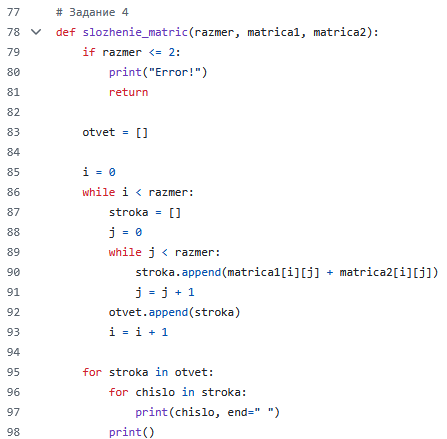 77 # Задание 4
78 def slozhenie_matric(razmer, matrica1, matrica2):
79     if razmer <= 2:
80         print("Error!")
81         return
82
83     otvet = []
84
85     i = 0
86     while i < razmer:
87         stroka = []
88         j = 0
89         while j < razmer:
90             stroka.append(matrica1[i][j] + matrica2[i][j])
91             j = j + 1
92         otvet.append(stroka)
93         i = i + 1
94
95     for stroka in otvet:
96         for chislo in stroka:
97             print(chislo, end=" ")
98         print()